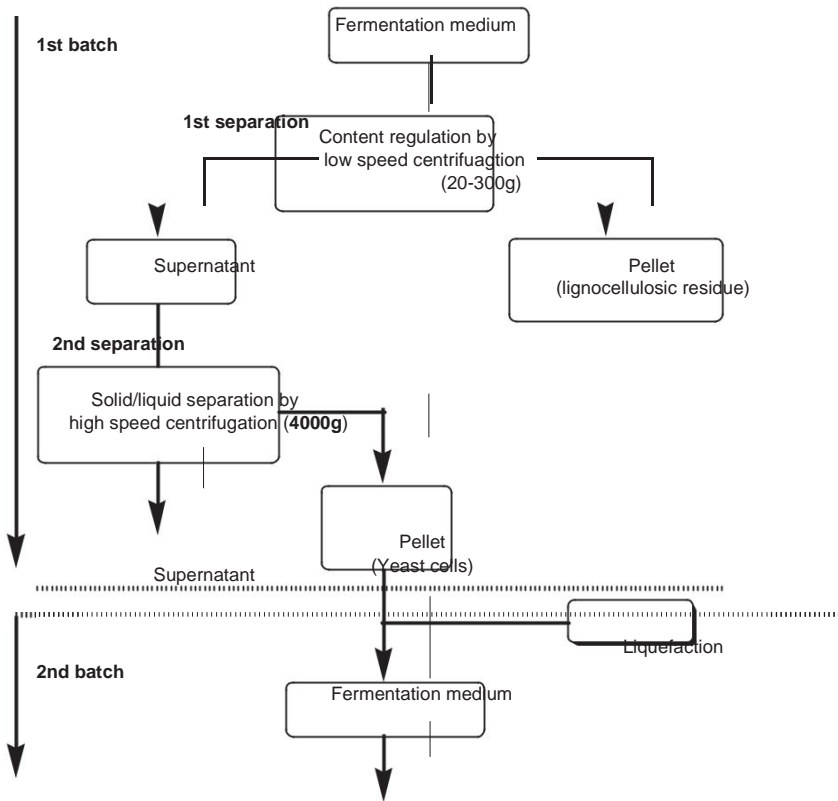 Fermentation medium
1st batch
1st separation
Content regulation by
low speed centrifuagtion
(20-300g)
Supernatant
Pellet
(lignocellulosic residue)
2nd separation
Solid/liquid separation by
high speed centrifugation (4000g)
Pellet
(Yeast cells)
Supernatant
Liquefaction
2nd batch
Fermentation medium